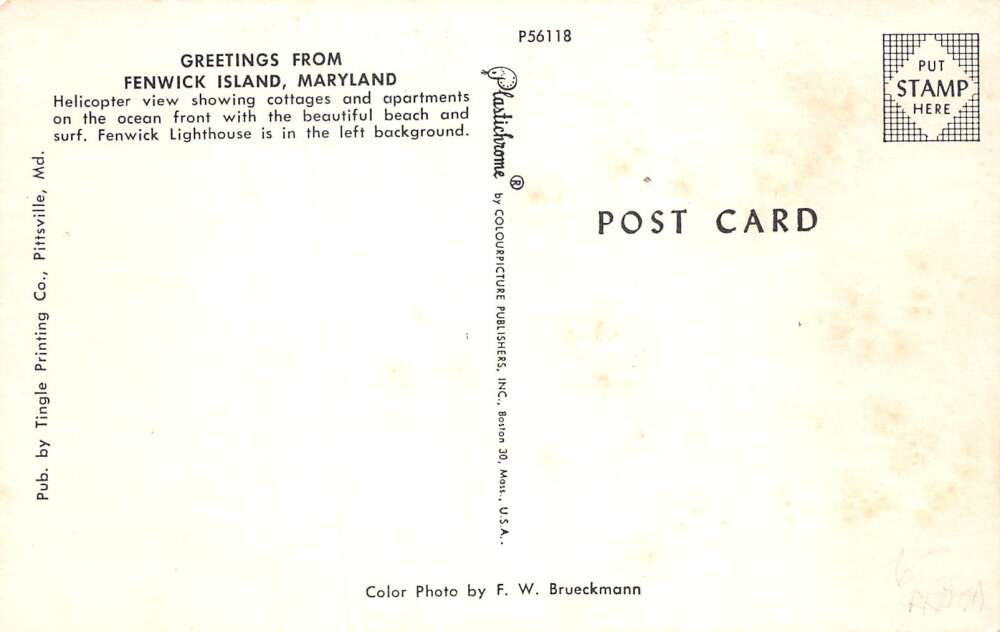 P56118
GREETINGS FROM
FENWICK ISLAND, MARYLAND
Helicopter view showing cottages and apartments
on the ocean front with the beautiful beach and
surf. Fenwick Lighthouse is in the left background.
Pub. by Tingle Printing Co., Pittsville, Md.
Plastichrome ® by COLOURPICTURE PUBLISHERS, INC., Boston 30, Mass., U.S.A.
PUT
STAMP
HERE
POST CARD
Color Photo by F. W. Brueckmann